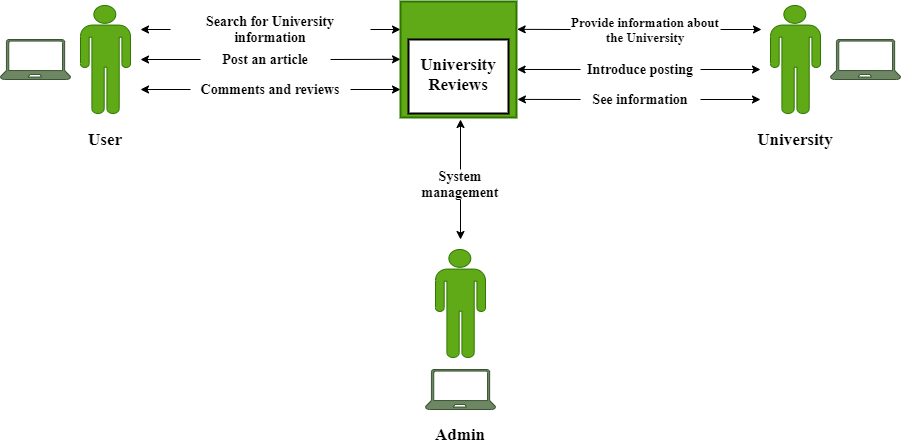 Search for University
information
Post an article
Comments and reviews
User
University
Reviews
Provide information about
the University
Introduce posting
See information
University
System
management
Admin